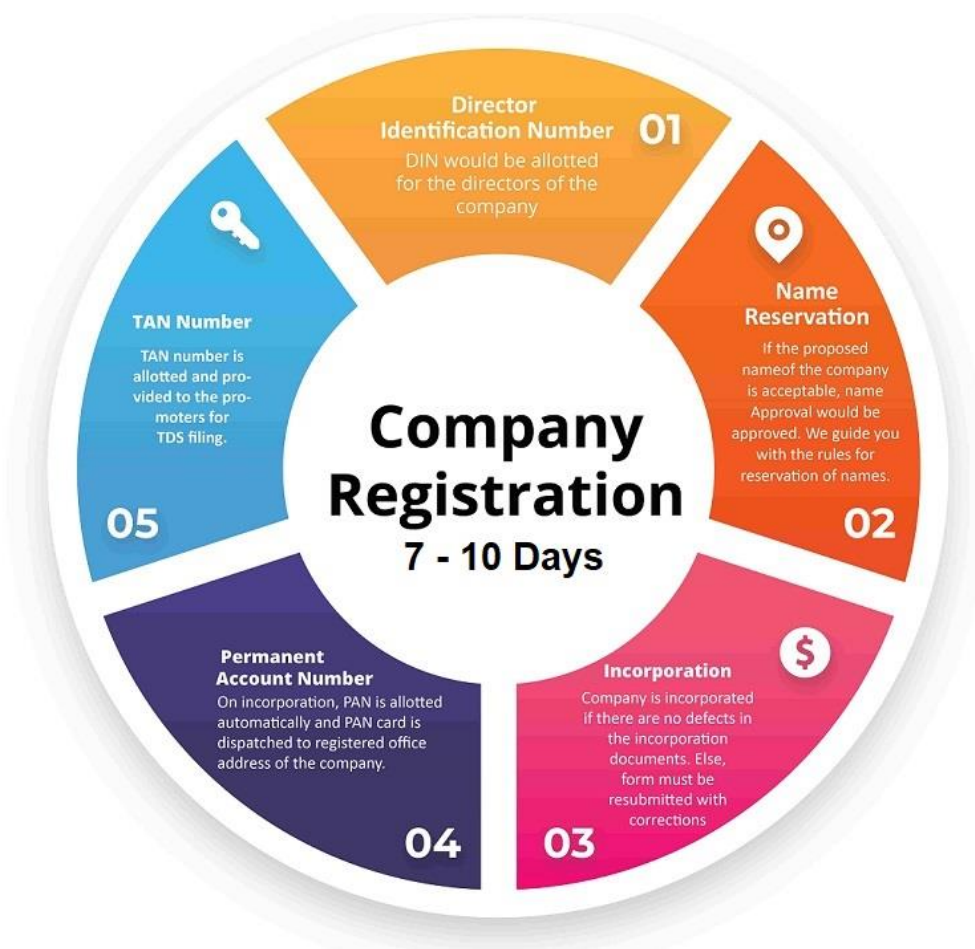 Director
Identification Number
01
DIN would be allotted
for the directors of the
company
Name
Reservation
If the proposed
nameof the company
is acceptable, name
Approval would be
approved. We guide you
with the rules for
reservation of names.
02
Incorporation
Company is incorporated
if there are no defects in
the incorporation
documents. Else,
form must be
resubmitted with
corrections
03
Permanent
Account Number
On incorporation, PAN is allotted
automatically and PAN card is
dispatched to registered office
address of the company.
04
TAN Number
TAN number is
allotted and pro-
vided to the pro-
moters for
TDS filing.
05
Company
Registration
7 - 10 Days
$